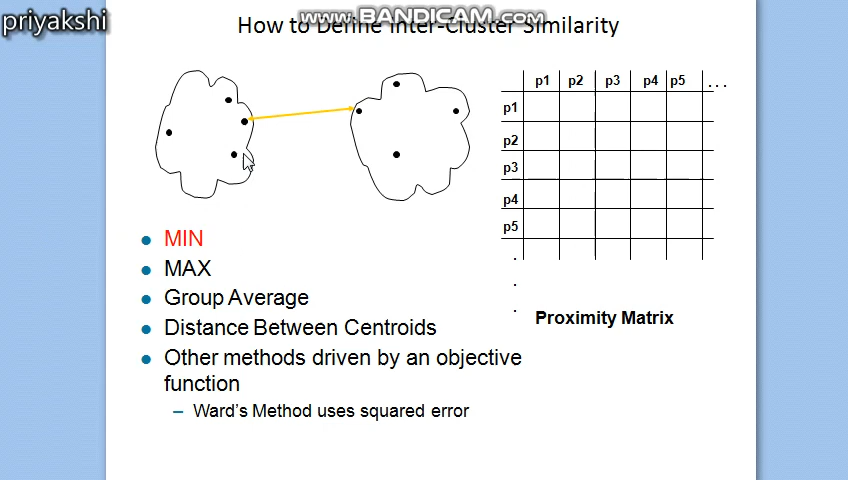 priyakshi
www.BANDICAM.com
How to Define Inter-Cluster Similarity
p1 p2 p3 p4 p5 ...
p1
p2
p3
p4
p5
.
.
.
Proximity Matrix
● MIN
● MAX
● Group Average
● Distance Between Centroids
● Other methods driven by an objective
function
– Ward's Method uses squared error